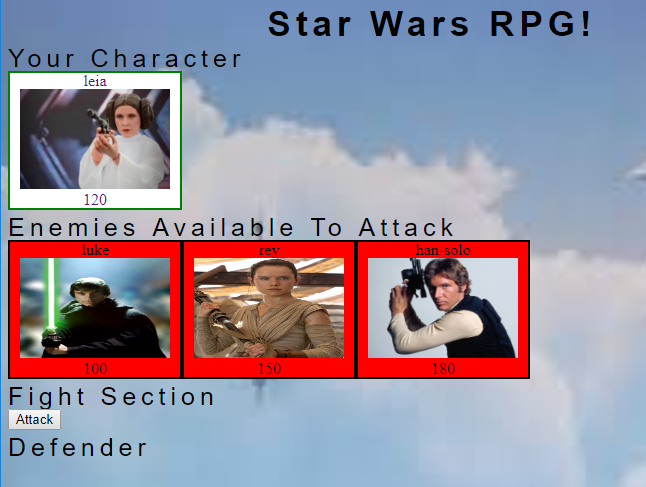 Star Wars RPG!
Your Character
leia
120
Enemies Available To Attack
luke rey han-solo
100 150 180
Fight Section
Attack
Defender